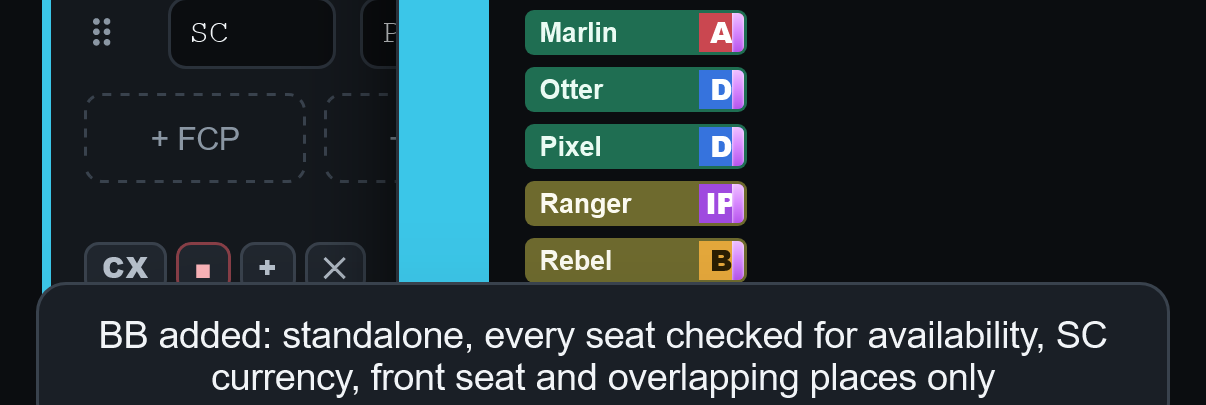 SC
P
+ FCP
CX
+
Marlin A
Otter D
Pixel D
Ranger IP
Rebel B
BB added: standalone, every seat checked for availability, SC
currency, front seat and overlapping places only